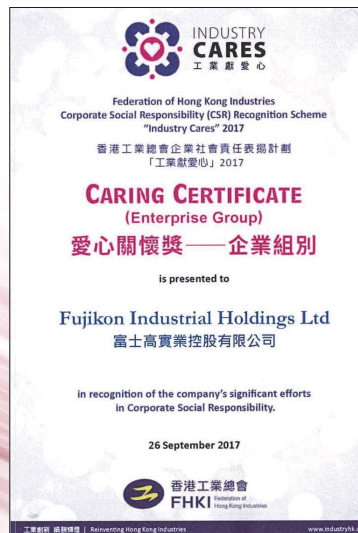 INDUSTRY
CARES
工業獻愛心
Federation of Hong Kong Industries
Corporate Social Responsibility (CSR) Recognition Scheme
"Industry Cares" 2017
香港工業總會企業社會責任表揚計劃
「工業獻愛心」2017
CARING CERTIFICATE
(Enterprise Group)
愛心關懷獎——企業組別
is presented to
Fujikon Industrial Holdings Ltd
富士高實業控股有限公司
in recognition of the company's significant efforts
in Corporate Social Responsibility.
26 September 2017
香港工業總會
FHKI Federation of
Hong Kong Industries
工業創新 | Reinventing Hong Kong Industries
www.industryhk.o